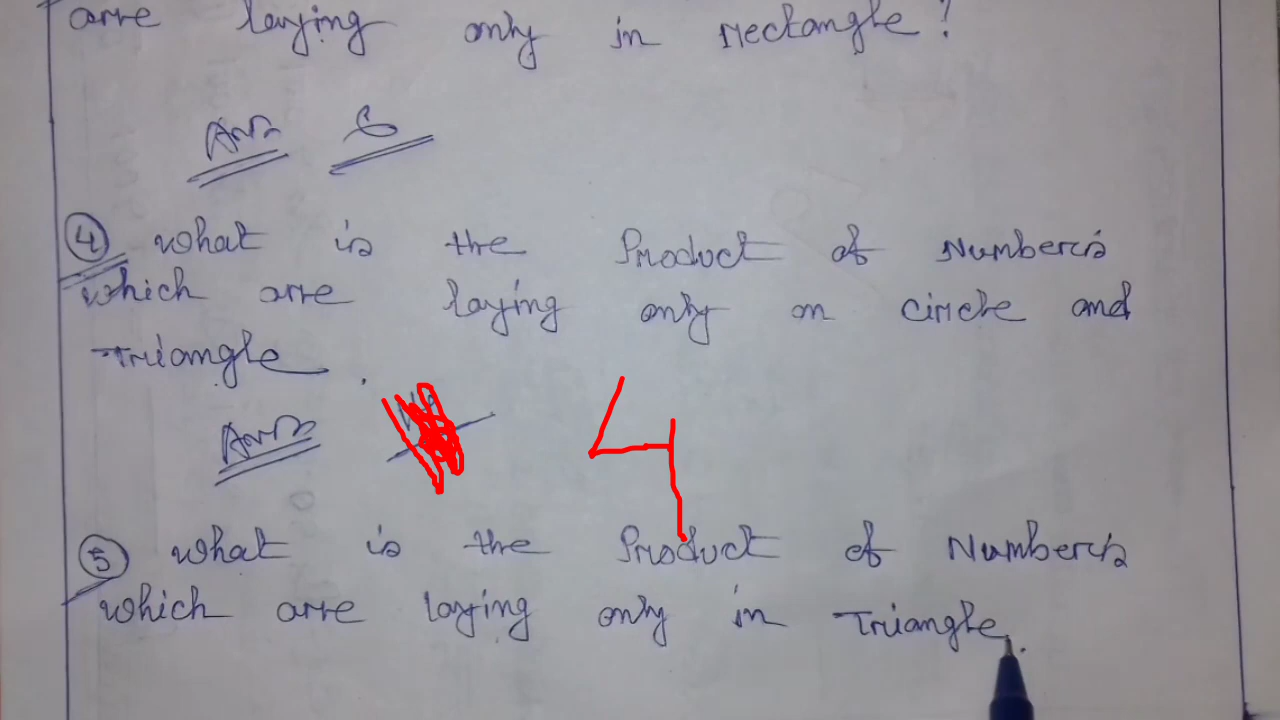 are laying only in rectangle?
Ans 6
4 What is the Product of Numbers
which are laying only on circle and
Triangle.
Ans 4
5 What is the Product of Numbers
which are laying only in Triangle.